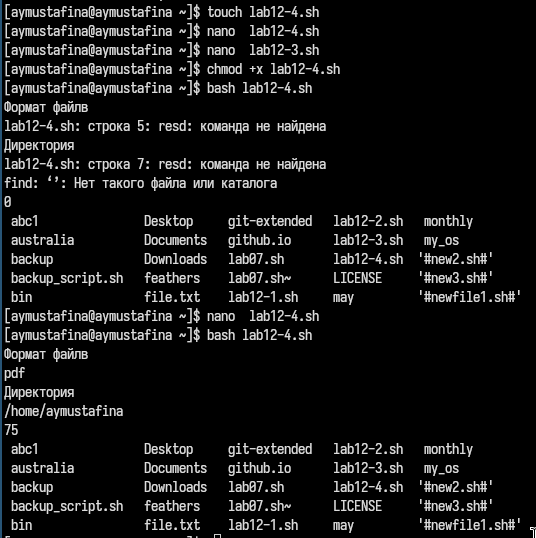 [aymustafina@aymustafina ~]$ touch lab12-4.sh
[aymustafina@aymustafina ~]$ nano  lab12-4.sh
[aymustafina@aymustafina ~]$ nano  lab12-3.sh
[aymustafina@aymustafina ~]$ chmod +x lab12-4.sh
[aymustafina@aymustafina ~]$ bash lab12-4.sh
Формат файлв
lab12-4.sh: строка 5: resd: команда не найдена
Директория
lab12-4.sh: строка 7: resd: команда не найдена
find: ‘’: Нет такого файла или каталога
0
abc1 Desktop git-extended lab12-2.sh monthly
australia Documents github.io lab12-3.sh my_os
backup Downloads lab07.sh lab12-4.sh '#new2.sh#'
backup_script.sh feathers lab07.sh~ LICENSE '#new3.sh#'
bin file.txt lab12-1.sh may '#newfile1.sh#'
[aymustafina@aymustafina ~]$ nano  lab12-4.sh
[aymustafina@aymustafina ~]$ bash lab12-4.sh
Формат файлв
pdf
Директория
/home/aymustafina
75
abc1 Desktop git-extended lab12-2.sh monthly
australia Documents github.io lab12-3.sh my_os
backup Downloads lab07.sh lab12-4.sh '#new2.sh#'
backup_script.sh feathers lab07.sh~ LICENSE '#new3.sh#'
bin file.txt lab12-1.sh may '#newfile1.sh#'